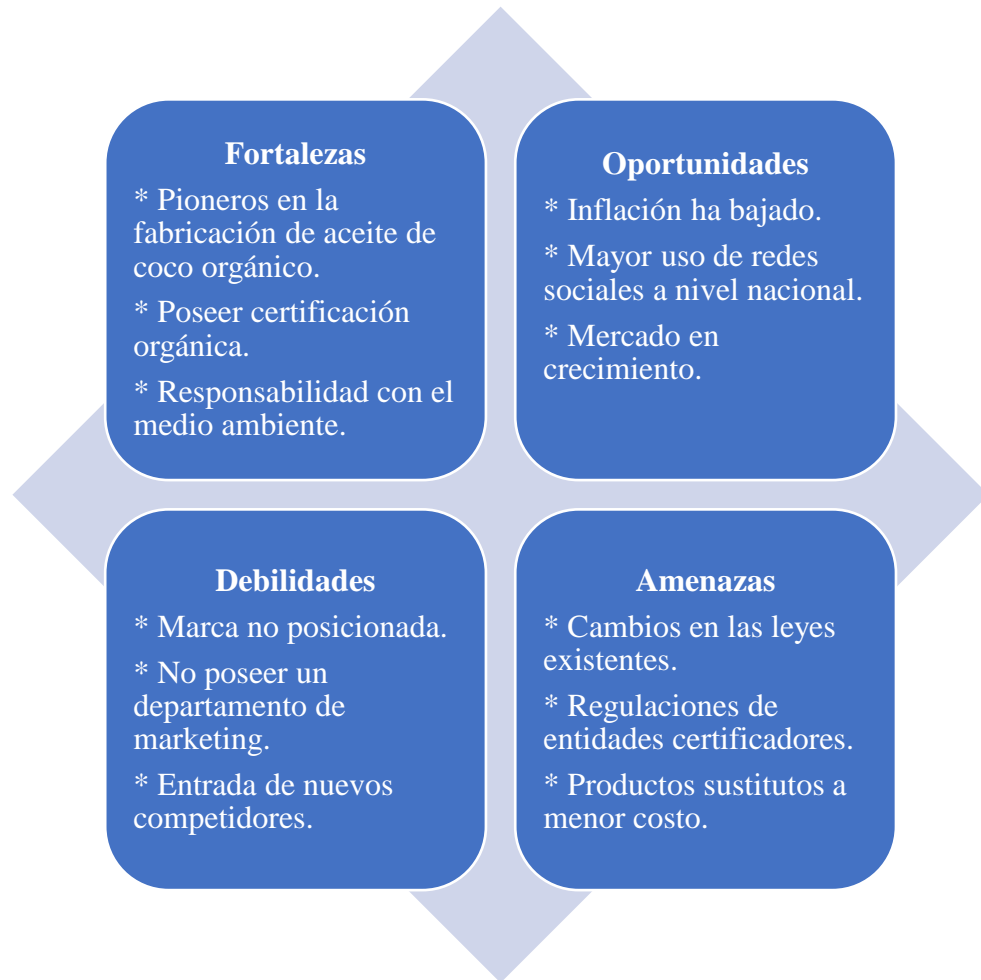 Fortalezas
* Pioneros en la
fabricación de aceite de
coco orgánico.
* Poseer certificación
orgánica.
* Responsabilidad con el
medio ambiente.
Oportunidades
* Inflación ha bajado.
* Mayor uso de redes
sociales a nivel nacional.
* Mercado en
crecimiento.
Debilidades
* Marca no posicionada.
* No poseer un
departamento de
marketing.
* Entrada de nuevos
competidores.
Amenazas
* Cambios en las leyes
existentes.
* Regulaciones de
entidades certificadores.
* Productos sustitutos a
menor costo.